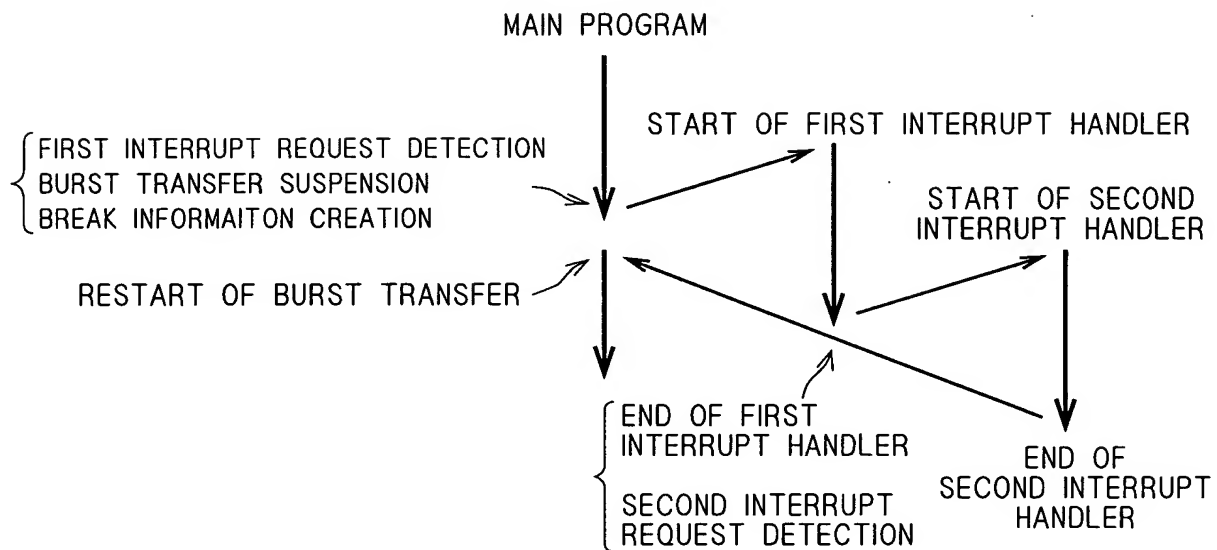 MAIN PROGRAM
START OF FIRST INTERRUPT HANDLER
FIRST INTERRUPT REQUEST DETECTION
BURST TRANSFER SUSPENSION
BREAK INFORMAITON CREATION
START OF SECOND
INTERRUPT HANDLER
RESTART OF BURST TRANSFER
END OF FIRST
INTERRUPT HANDLER
SECOND INTERRUPT
REQUEST DETECTION
END OF
SECOND INTERRUPT
HANDLER